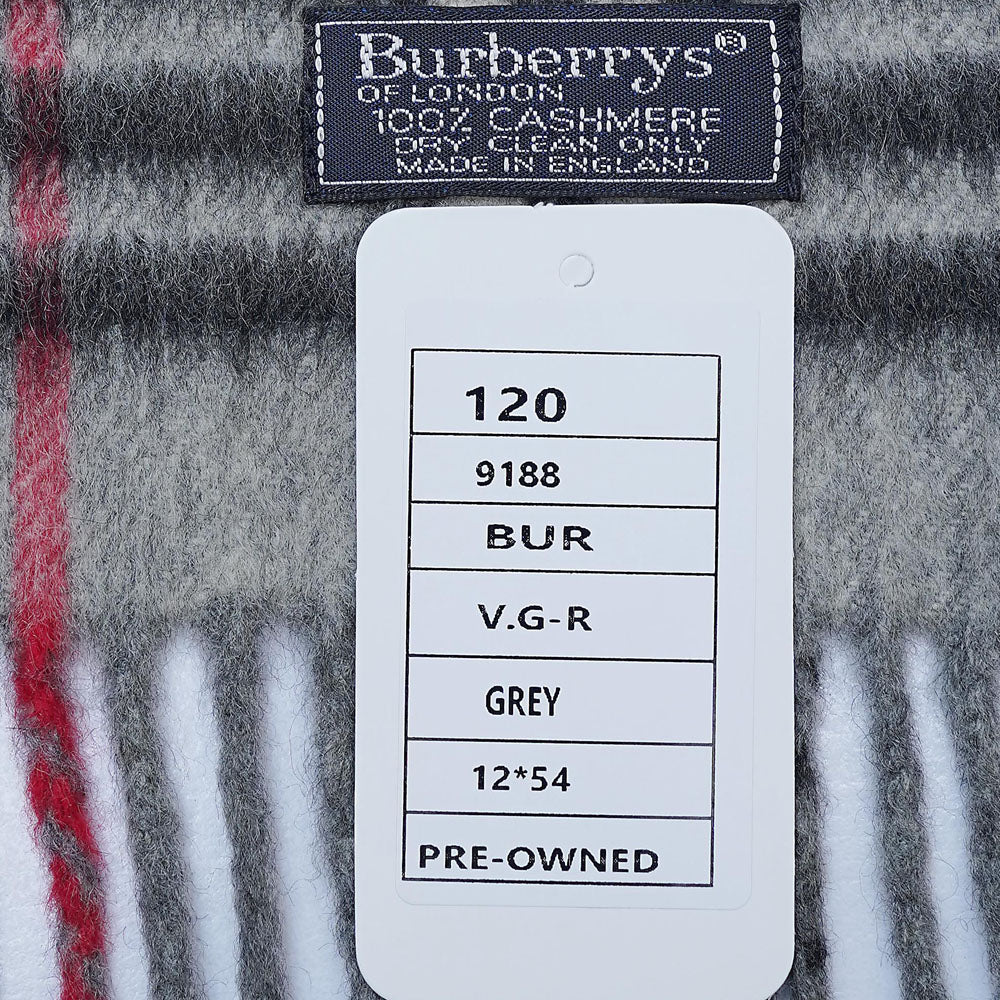 Burberrys®
OF LONDON
100% CASHMERE
DRY CLEAN ONLY
MADE IN ENGLAND
120
9188
BUR
V.G-R
GREY
12*54
PRE-OWNED